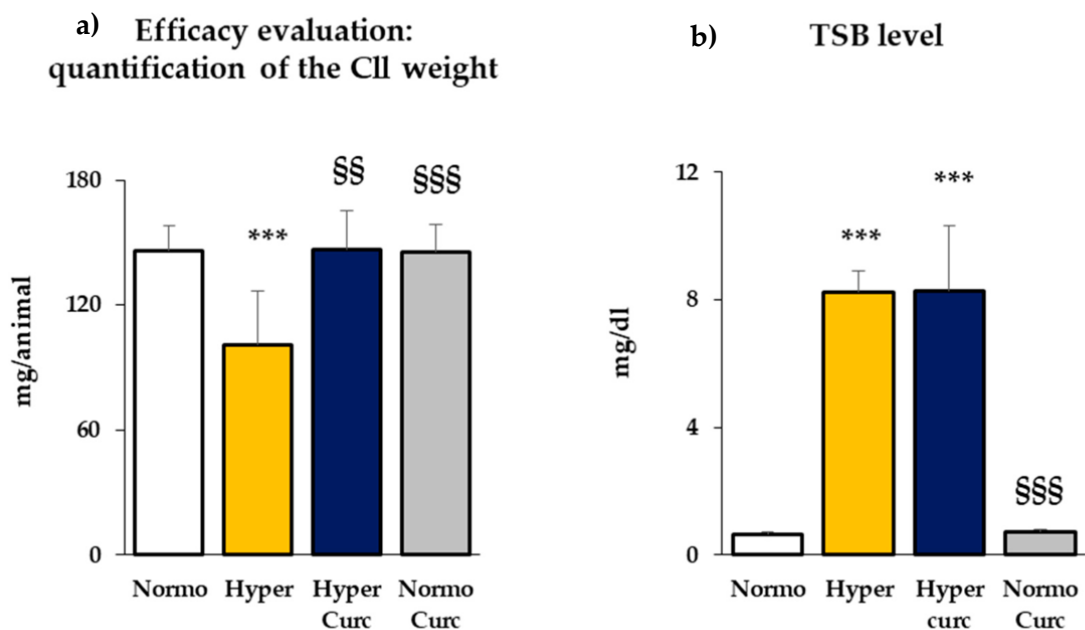 a) Efficacy evaluation:
quantification of the Cll weight
§§ §§§
***
180
120
60
0
mg/animal
Normo Hyper Hyper Normo
Curc Curc
b) TSB level
***
***
§§§
12
8
4
0
mg/dl
Normo Hyper Hyper Normo
curc Curc